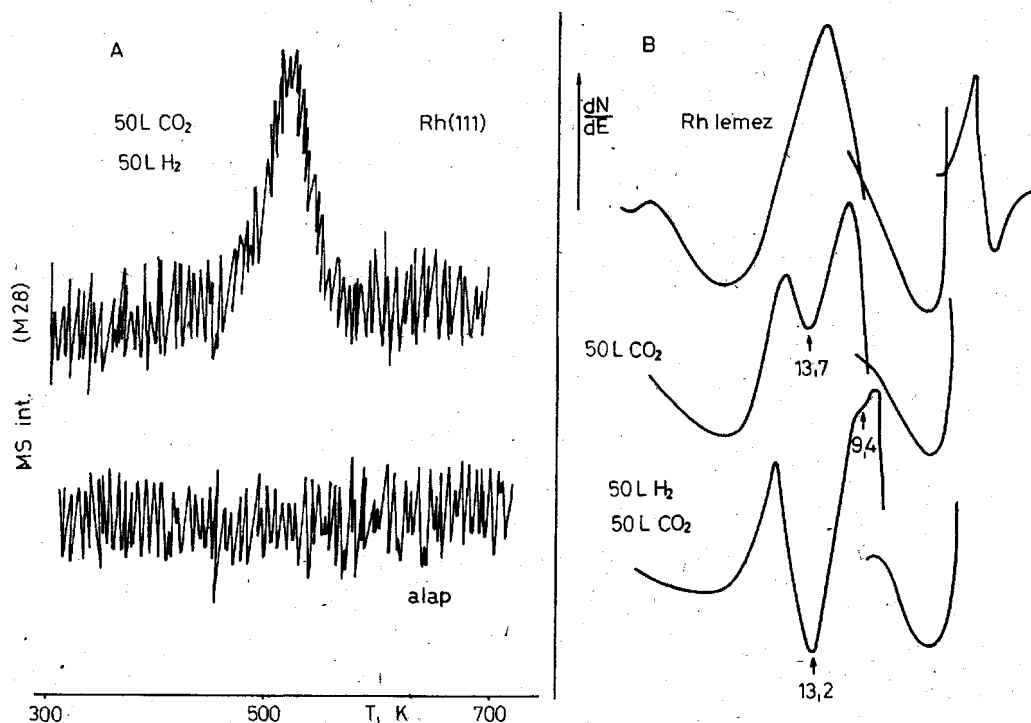 A
50L CO₂
50L H₂
Rh(111)
MS int. (M28)
alap
300 500 T, K 700
B
dN
dE
Rh lemez
50L CO₂
13,7
9,4
50L H₂
50L CO₂
13,2